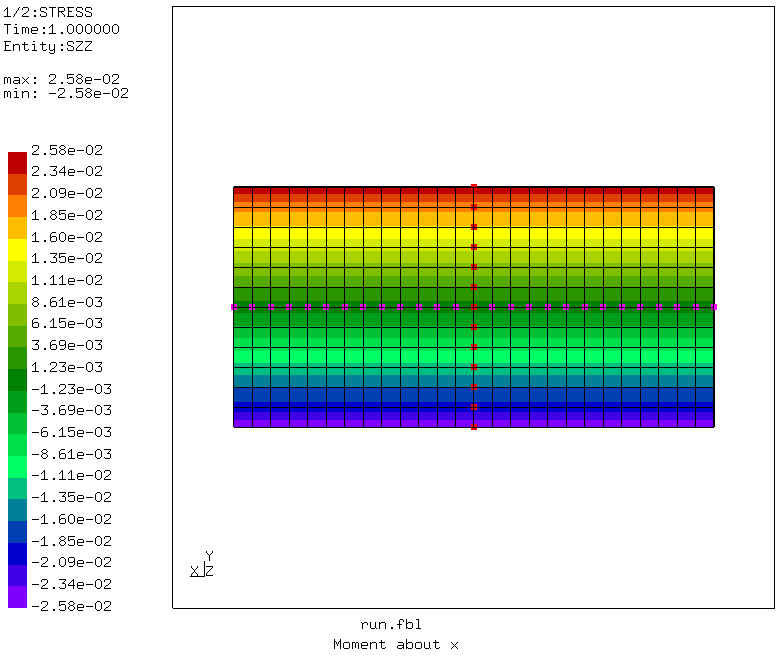 1/2:STRESS
Time:1.000000
Entity:SZZ
max: 2.58e-02
min: -2.58e-02
2.58e-02
2.34e-02
2.09e-02
1.85e-02
1.60e-02
1.35e-02
1.11e-02
8.61e-03
6.15e-03
3.69e-03
1.23e-03
-1.23e-03
-3.69e-03
-6.15e-03
-8.61e-03
-1.11e-02
-1.35e-02
-1.60e-02
-1.85e-02
-2.09e-02
-2.34e-02
-2.58e-02
Y
X Z
run.fbl
Moment about x